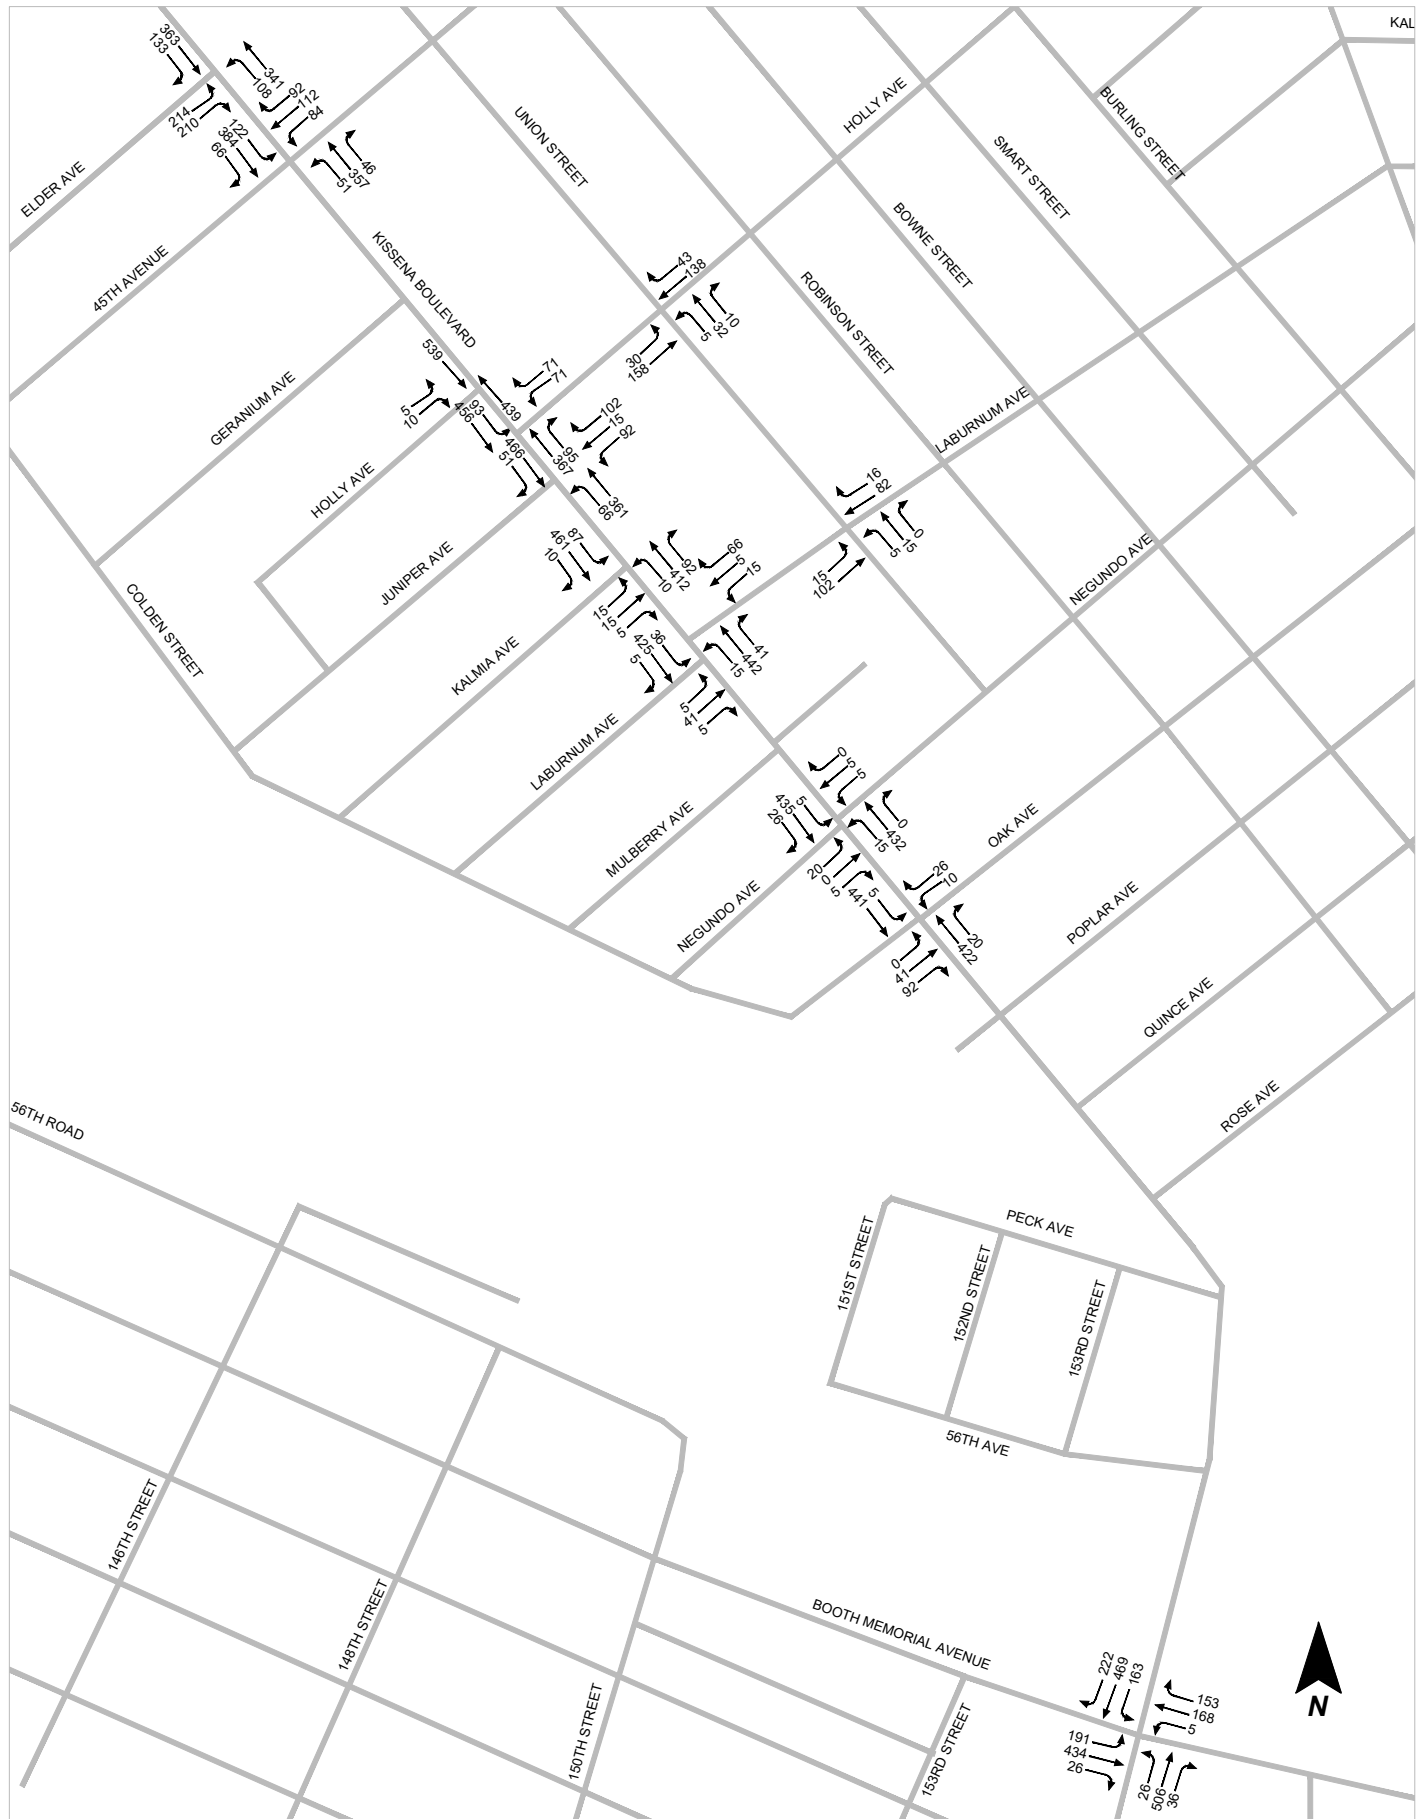 KAL
363
133
341
108
92
112
84
214
210
122
384
66
46
357
51
ELDER AVE
45TH AVENUE
KISSENA BOULEVARD
UNION STREET
HOLLY AVE
BURLING STREET
SMART STREET
BOWNE STREET
ROBINSON STREET
43
138
10
32
5
30
158
539
71
71
439
5
10
93
456
102
15
92
95
367
466
51
361
66
GERANIUM AVE
HOLLY AVE
JUNIPER AVE
COLDEN STREET
LABURNUM AVE
16
82
0
15
5
15
102
NEGUNDO AVE
87
461
10
92
412
10
66
5
15
15
15
5
36
425
5
41
442
15
5
41
5
KALMIA AVE
LABURNUM AVE
MULBERRY AVE
NEGUNDO AVE
0
5
5
5
435
26
0
432
15
20
0
5
OAK AVE
26
10
5
441
20
422
0
41
92
POPLAR AVE
QUINCE AVE
ROSE AVE
56TH ROAD
PECK AVE
151ST STREET
152ND STREET
153RD STREET
56TH AVE
146TH STREET
148TH STREET
150TH STREET
BOOTH MEMORIAL AVENUE
153RD STREET
222
469
163
153
168
5
191
434
26
26
506
36
N